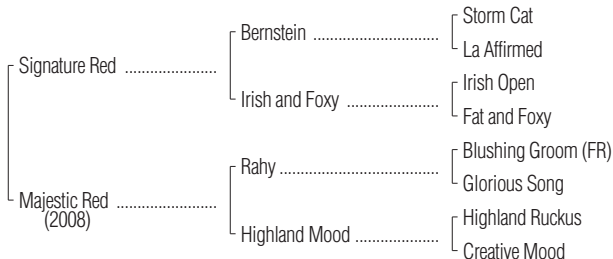 Storm Cat
Bernstein
La Affirmed
Signature Red
Irish Open
Irish and Foxy
Fat and Foxy
Blushing Groom (FR)
Rahy
Glorious Song
Majestic Red
(2008)
Highland Ruckus
Highland Mood
Creative Mood